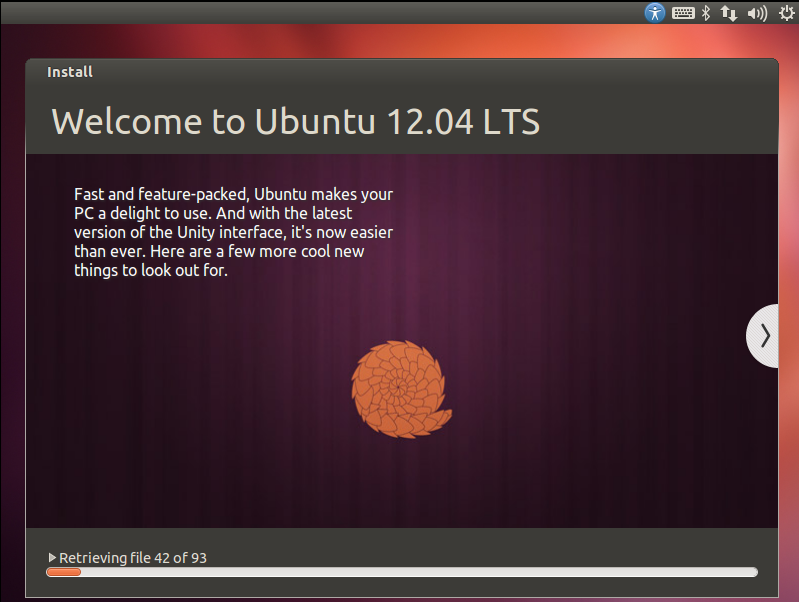 Install
Welcome to Ubuntu 12.04 LTS
Fast and feature-packed, Ubuntu makes your
PC a delight to use. And with the latest
version of the Unity interface, it's now easier
than ever. Here are a few more cool new
things to look out for.
Retrieving file 42 of 93